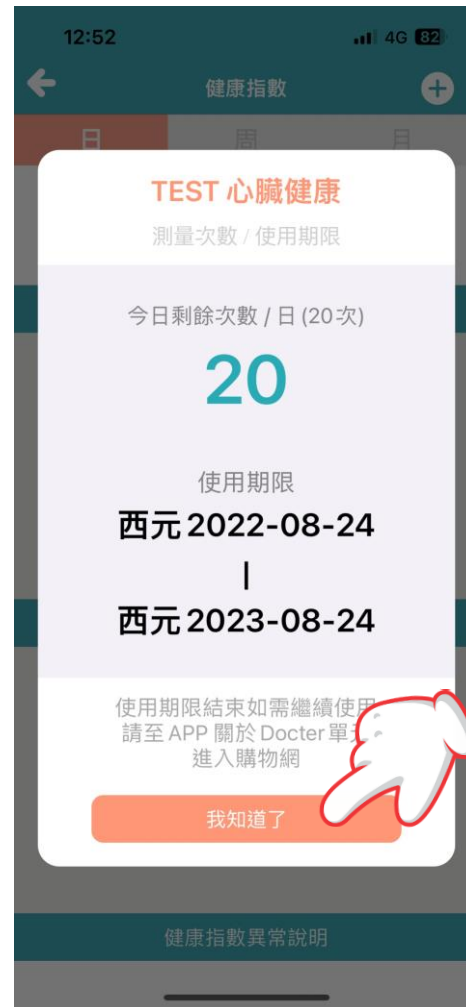 12:52
4G 82
健康指數
日 周 月
TEST 心臟健康
測量次數 / 使用期限
今日剩餘次數 / 日 (20次)
20
使用期限
西元 2022-08-24
|
西元 2023-08-24
使用期限結束如需繼續使用
請至 APP 關於 Docter 單元
進入購物網
我知道了
健康指數異常說明